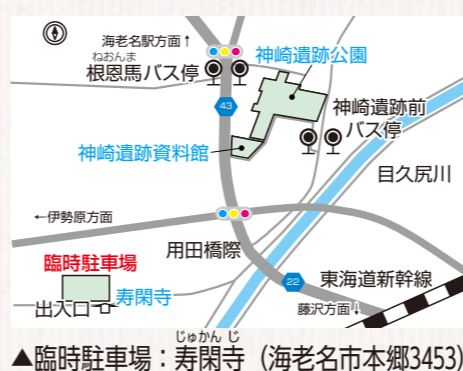 海老名駅方面↑
ねおんま
根恩馬バス停
神崎遺跡公園
43
神崎遺跡前
バス停
神崎遺跡資料館
目久尻川
←伊勢原方面
用田橋際
臨時駐車場
22
東海道新幹線
出入口
寿閑寺
藤沢方面↓
じゅかんじ
▲臨時駐車場：寿閑寺（海老名市本郷3453)